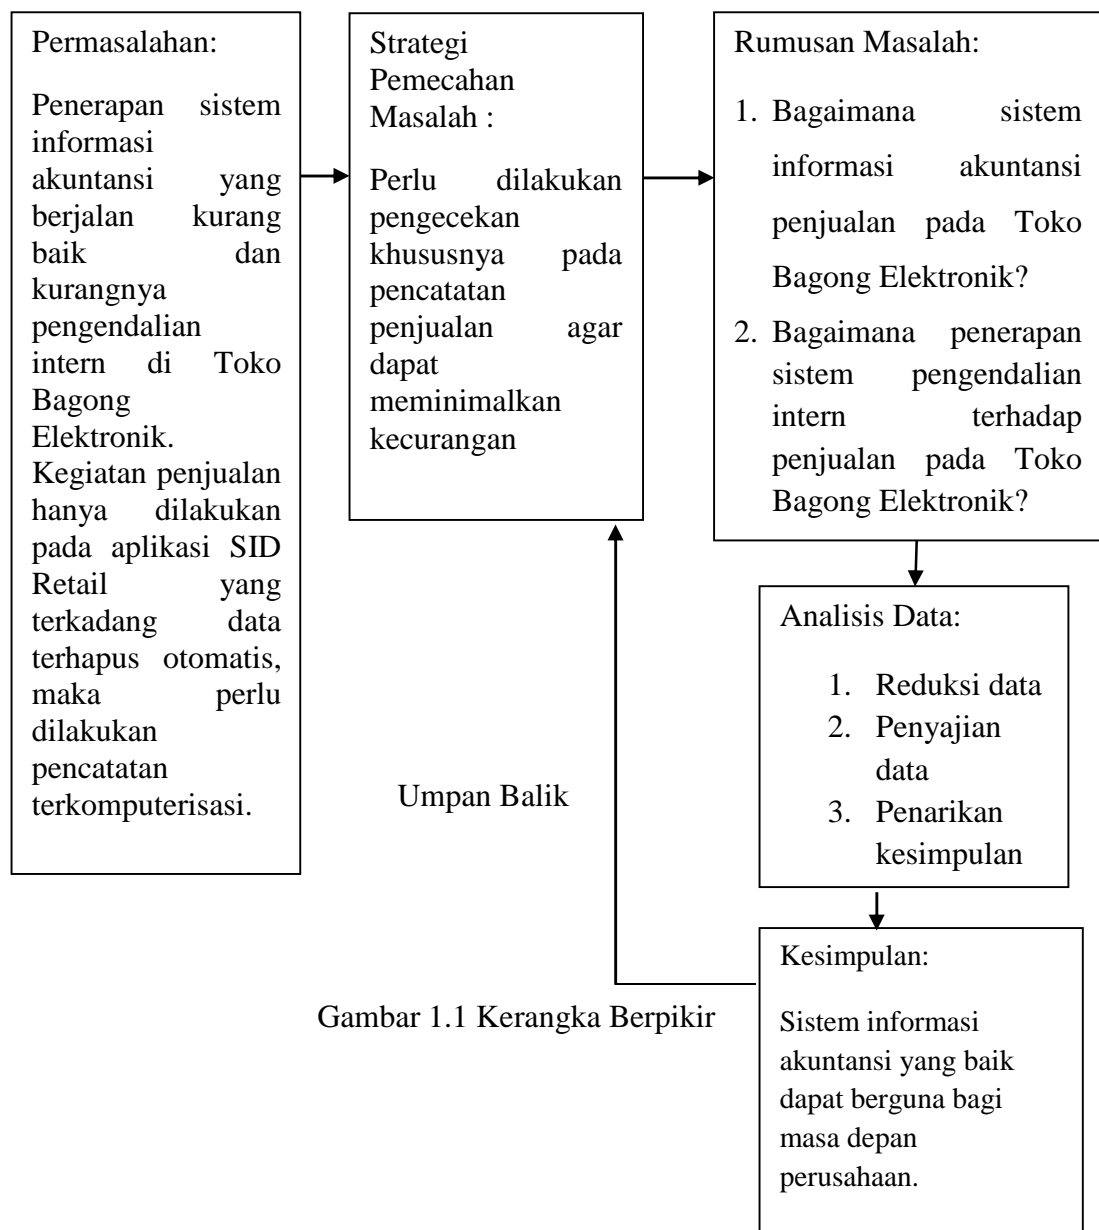 Permasalahan:
Penerapan sistem
informasi
akuntansi yang
berjalan kurang
baik dan
kurangnya
pengendalian
intern di Toko
Bagong
Elektronik.
Kegiatan penjualan
hanya dilakukan
pada aplikasi SID
Retail yang
terkadang data
terhapus otomatis,
maka perlu
dilakukan
pencatatan
terkomputerisasi.
Strategi
Pemecahan
Masalah :
Perlu dilakukan
pengecekan
khususnya pada
pencatatan
penjualan agar
dapat
meminimalkan
kecurangan
Rumusan Masalah:
1. Bagaimana sistem
informasi akuntansi
penjualan pada Toko
Bagong Elektronik?
2. Bagaimana penerapan
sistem pengendalian
intern terhadap
penjualan pada Toko
Bagong Elektronik?
Analisis Data:
1. Reduksi data
2. Penyajian
data
3. Penarikan
kesimpulan
Umpan Balik
Kesimpulan:
Sistem informasi
akuntansi yang baik
dapat berguna bagi
masa depan
perusahaan.
Gambar 1.1 Kerangka Berpikir